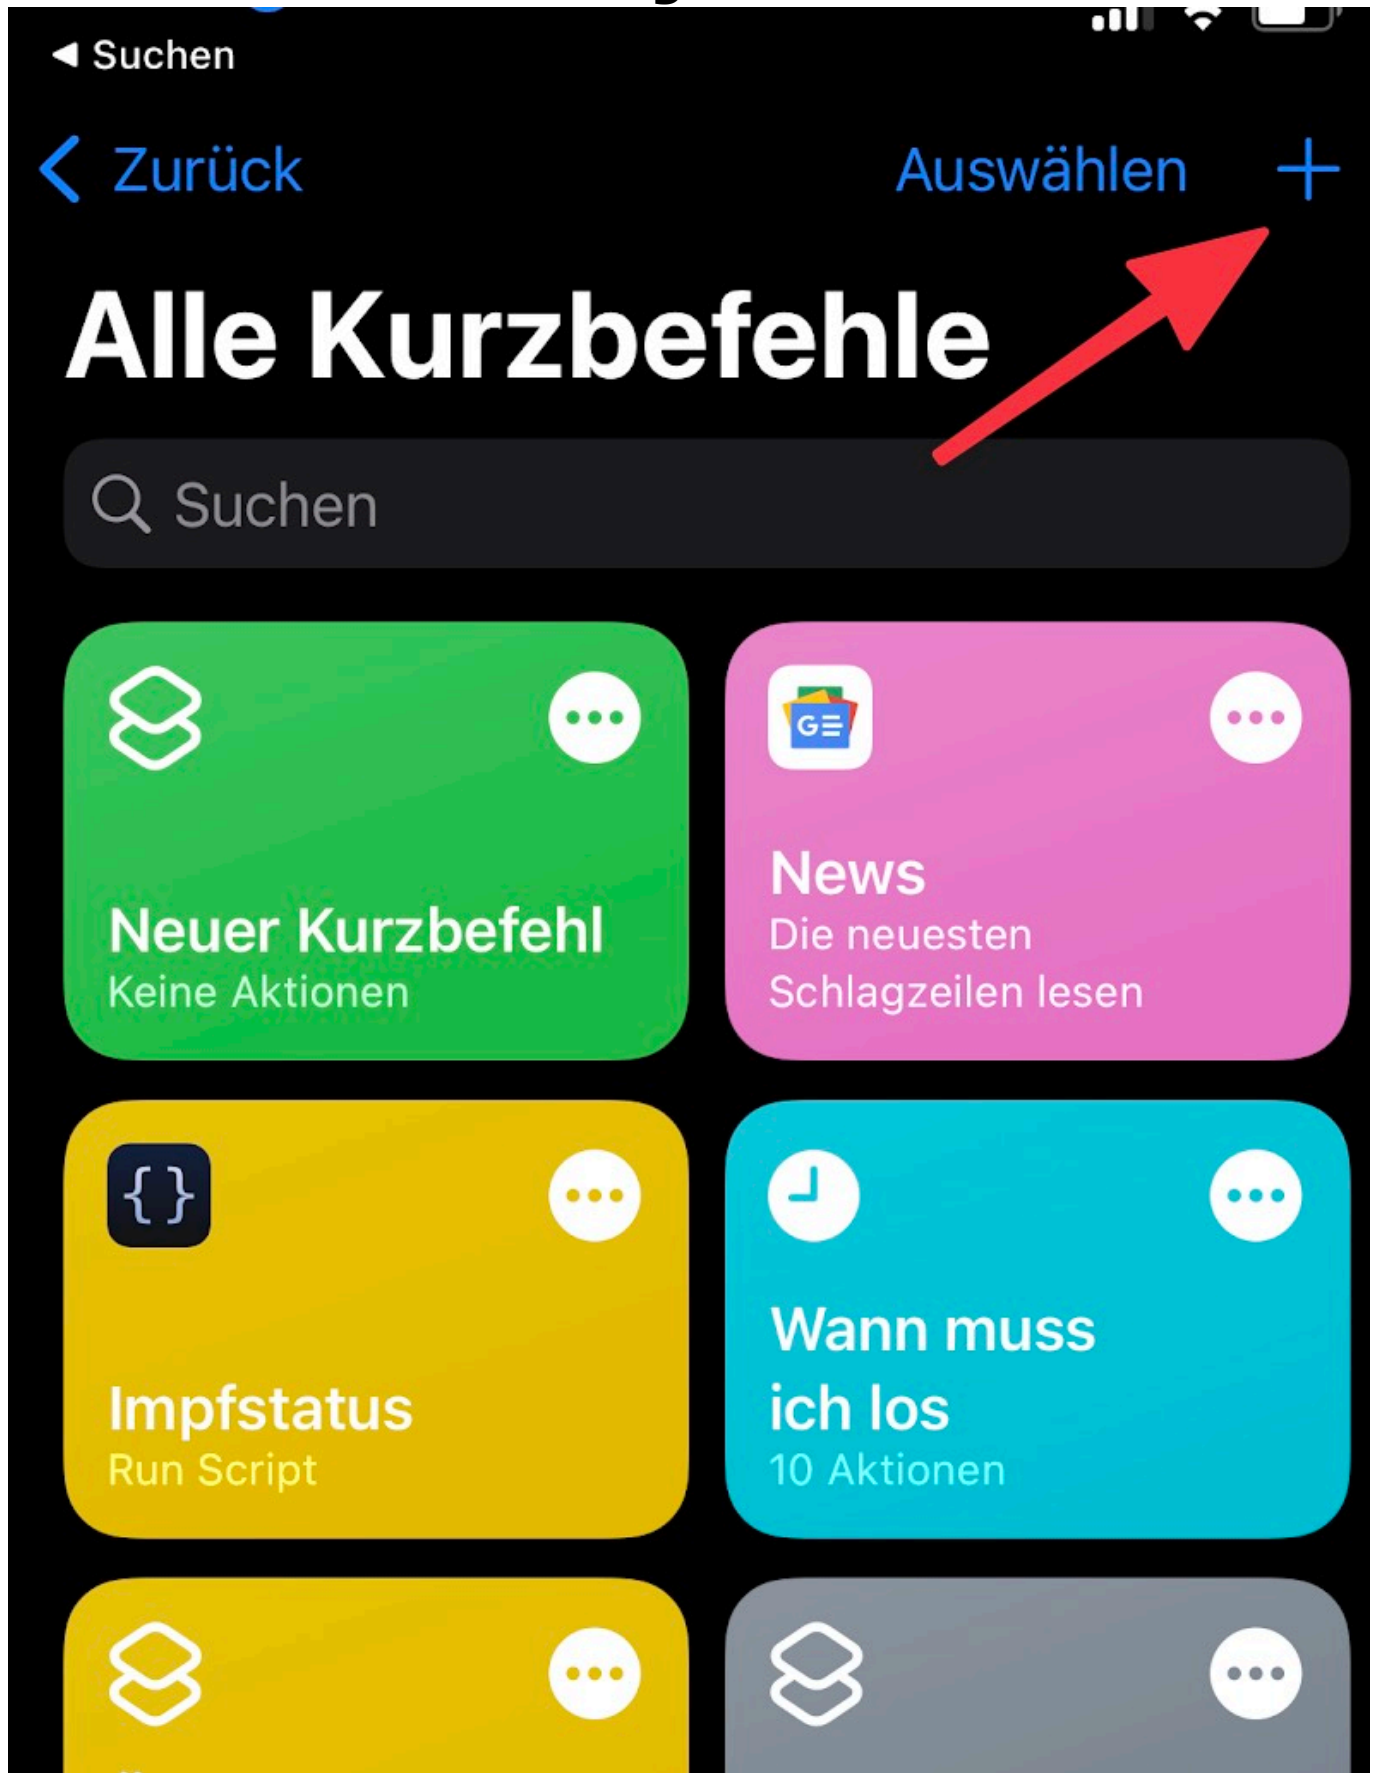 Suchen
Zurück
Auswählen
Alle Kurzbefehle
Suchen
Neuer Kurzbefehl
Keine Aktionen
News
Die neuesten
Schlagzeilen lesen
Impfstatus
Run Script
Wann muss
ich los
10 Aktionen